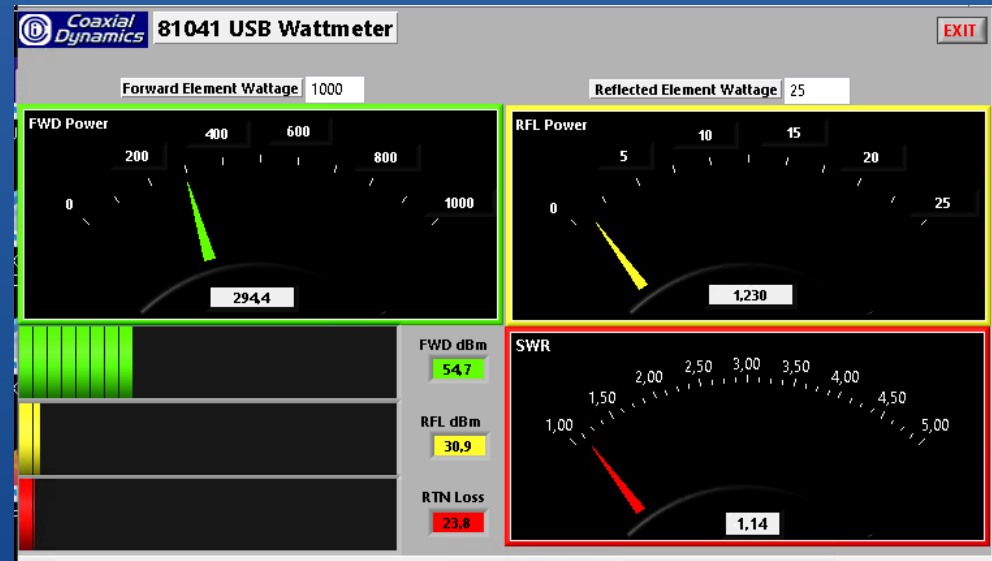 Coaxial Dynamics 81041 USB Wattmeter EXIT
Forward Element Wattage 1000
Reflected Element Wattage 25
FWD Power
0 200 400 600 800 1000
294,4
RFL Power
0 5 10 15 20 25
1,230
FWD dBm
54,7
RFL dBm
30,9
RTN Loss
23,8
SWR
1,00 1,50 2,00 2,50 3,00 3,50 4,00 4,50 5,00
1,14